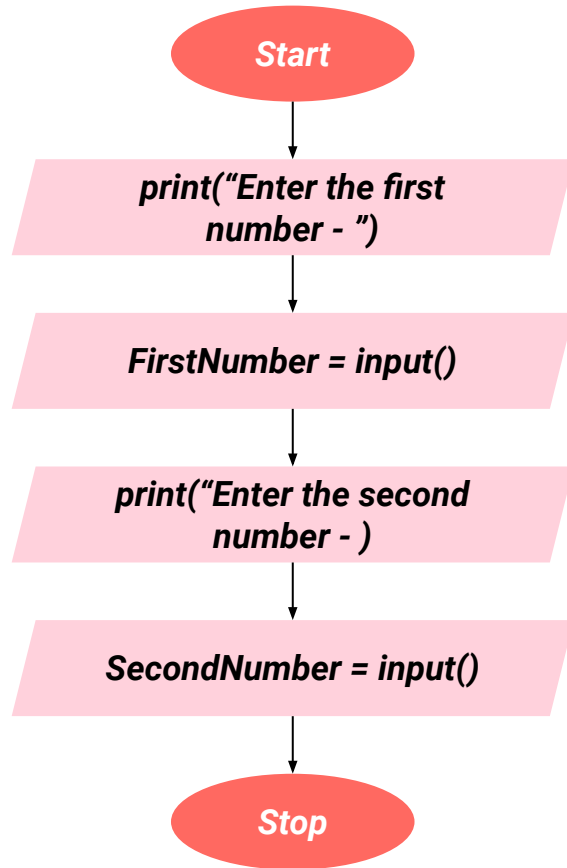 Start
print(“Enter the first
number - ”)
FirstNumber = input()
print(“Enter the second
number - )
SecondNumber = input()
Stop